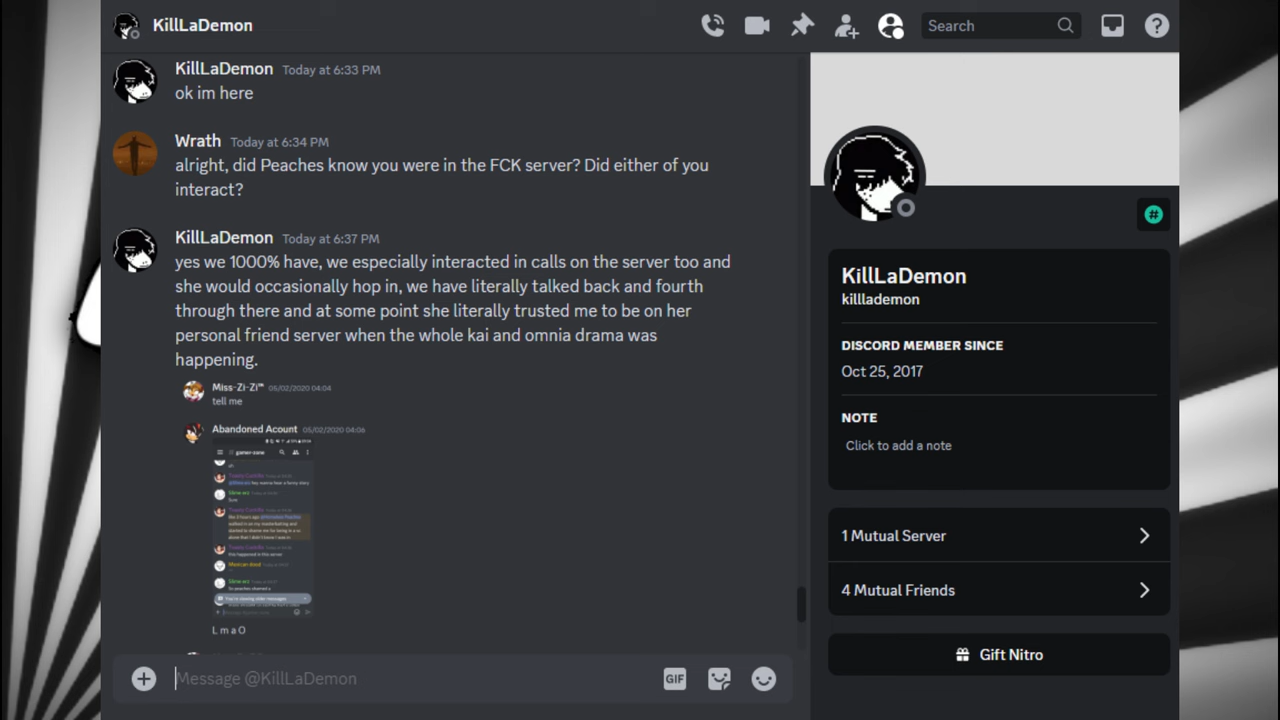 KillLaDemon
Search
KillLaDemon Today at 6:33 PM
ok im here
Wrath Today at 6:34 PM
alright, did Peaches know you were in the FCK server? Did either of you
interact?
KillLaDemon Today at 6:37 PM
yes we 1000% have, we especially interacted in calls on the server too and
she would occasionally hop in, we have literally talked back and fourth
through there and at some point she literally trusted me to be on her
personal friend server when the whole kai and omnia drama was
happening.
Miss-Zi-Zi™ 05/02/2020 04:04
tell me
Abandoned Acount 05/02/2020 04:06
You're viewing older messages
L m a O
Message @KillLaDemon
GIF
KillLaDemon
killlademon
DISCORD MEMBER SINCE
Oct 25, 2017
NOTE
Click to add a note
1 Mutual Server
4 Mutual Friends
Gift Nitro